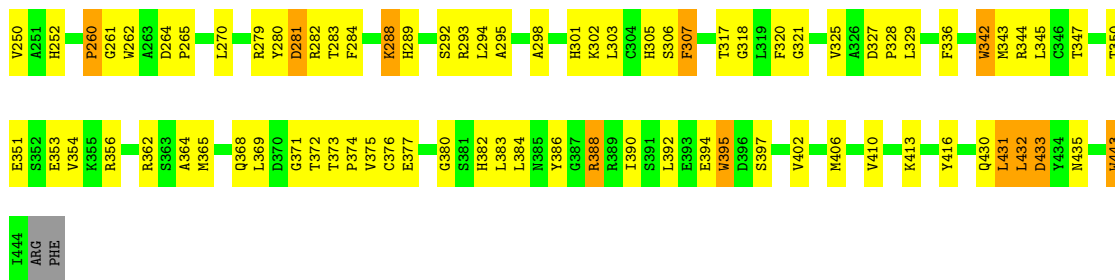 V250 A251 H252 P260 G261 W262 A263 D264 P265 L270 R279 Y280 D281 R282 T283 F284 K288 H289 S292 R293 L294 A295 A298 H301 K302 L303 C304 H305 S306 F307 T317 G318 L319 F320 G321 V325 A326 D327 P328 L329 F336 W342 M343 R344 L345 C346 T347 T350
E351 S352 E353 V354 K355 R356 R362 S363 A364 M365 Q368 L369 D370 G371 T372 T373 P374 V375 C376 E377 G380 S381 H382 L383 L384 N385 Y386 G387 R388 R389 I390 S391 L392 E393 E394 W395 D396 S397 V402 M406 V410 K413 Y416 Q430 L431 L432 D433 Y434 N435
I444 ARG PHE